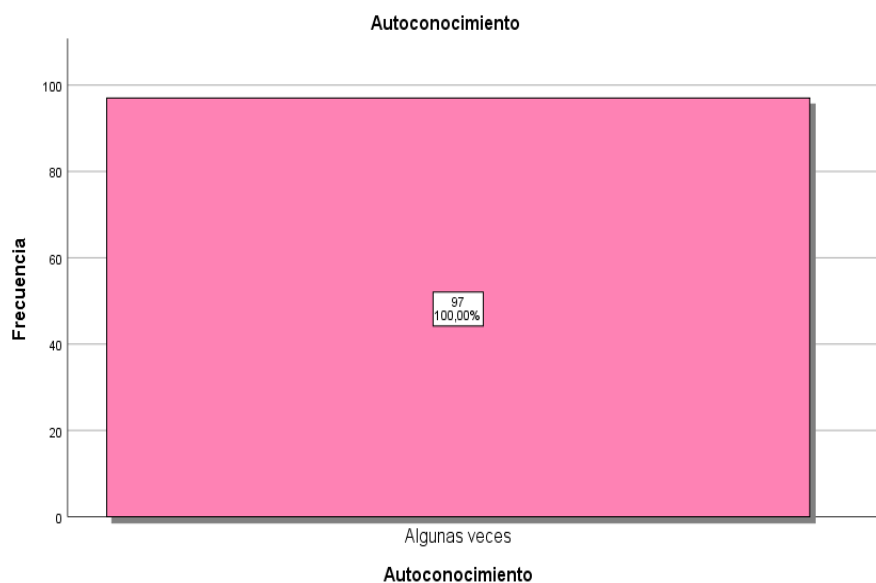 Autoconocimiento
Frecuencia
100
80
60
40
20
0
97
100,00%
Algunas veces
Autoconocimiento